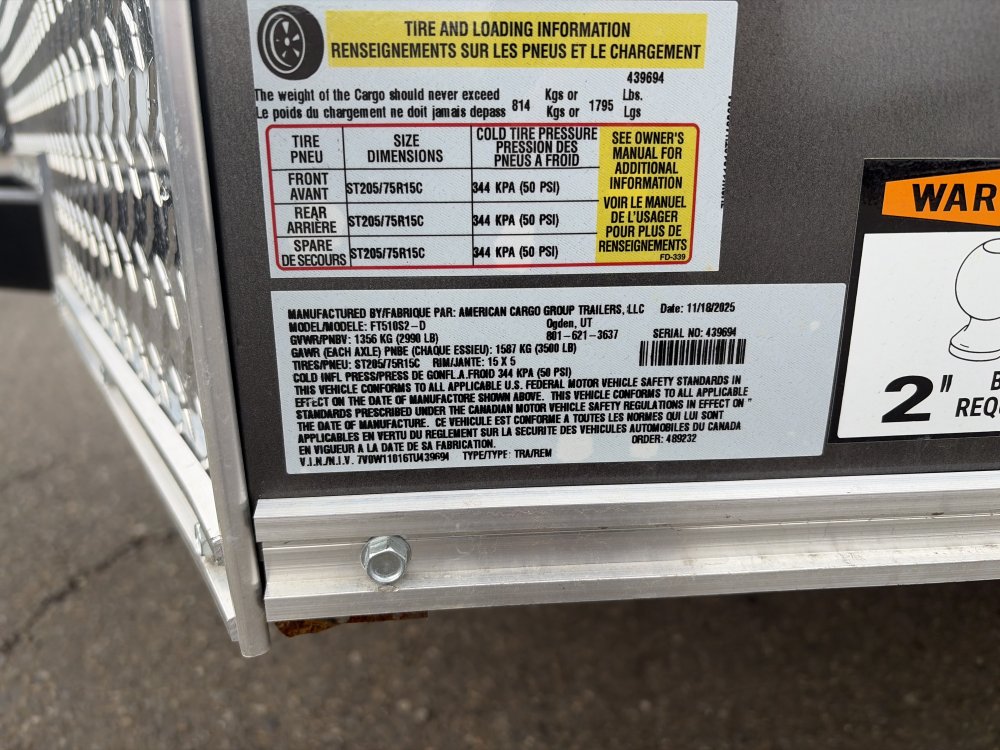 TIRE AND LOADING INFORMATION
RENSEIGNEMENTS SUR LES PNEUS ET LE CHARGEMENT
439694
The weight of the Cargo should never exceed Kgs or Lbs.
Le poids du chargement ne doit jamais depass 814 Kgs or 1795 Lgs
TIRE PNEU SIZE DIMENSIONS COLD TIRE PRESSURE PRESSION DES PNEUS A FROID
FRONT AVANT ST205/75R15C 344 KPA (50 PSI)
REAR ARRIÈRE ST205/75R15C 344 KPA (50 PSI)
SPARE DE SECOURS ST205/75R15C 344 KPA (50 PSI)
SEE OWNER'S
MANUAL FOR
ADDITIONAL
INFORMATION
VOIR LE MANUEL
DE L'USAGER
POUR PLUS DE
RENSEIGNEMENTS
FD-339
MANUFACTURED BY/FABRIQUE PAR: AMERICAN CARGO GROUP TRAILERS, LLC Date: 11/18/2025
MODEL/MODELE: FT510S2-D Ogden, UT
GVWR/PNBV: 1356 KG (2990 LB) 801-621-3637 SERIAL NO: 439694
GAWR (EACH AXLE) PNBE (CHAQUE ESSIEU): 1587 KG (3500 LB)
TIRES/PNEU: ST205/75R15C RIM/JANTE: 15 X 5
COLD INFL PRESS/PRESS DE GONFL A FROID 344 KPA (50 PSI)
THIS VEHICLE CONFORMS TO ALL APPLICABLE U.S. FEDERAL MOTOR VEHICLE SAFETY STANDARDS IN
EFFECT ON THE DATE OF MANUFACTORE SHOWN ABOVE. THIS VEHICLE CONFORMS TO ALL APPLICABLE
STANDARDS PRESCRIBED UNDER THE CANADIAN MOTOR VEHICLE SAFETY REGULATIONS IN EFFECT ON "
THE DATE OF MANUFACTURE. CE VEHICULE EST CONFORME A TOUTES LES NORMES QUI LUI SONT
APPLICABLES EN VERTU DU REGLEMENT SUR LA SECURITE DES VEHICULES AUTOMOBILES DU CANADA
EN VIGUEUR A LA DATE DE SA FABRICATION. ORDER: 489232
V.I.N./N.I.V. 7V0W11016TU439694 TYPE/TYPE: TRA/REM
WAR
2" B
REQ